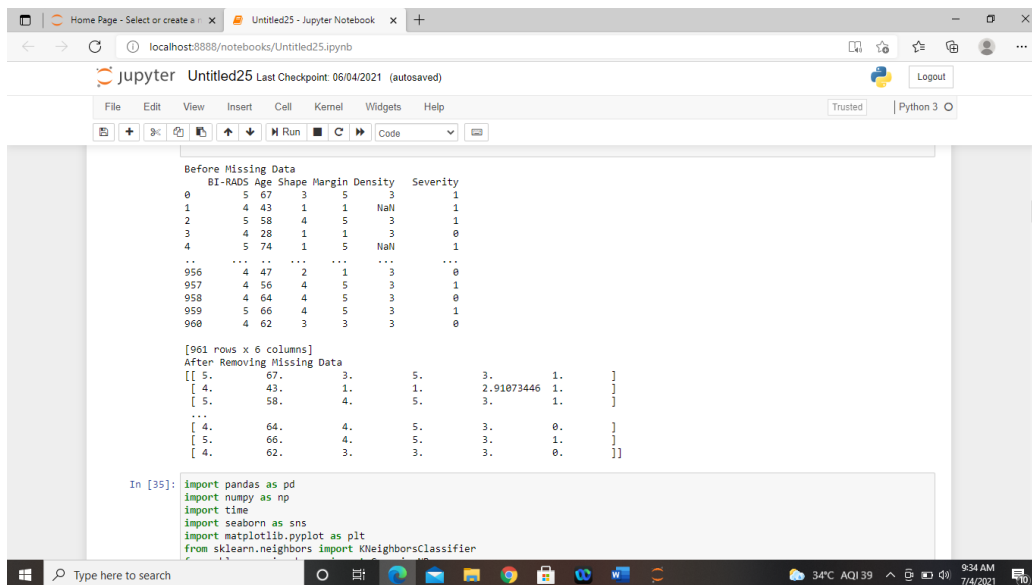 Home Page - Select or create a n
Untitled25 - Jupyter Notebook
localhost:8888/notebooks/Untitled25.ipynb
jupyter Untitled25 Last Checkpoint: 06/04/2021 (autosaved)
Logout
File Edit View Insert Cell Kernel Widgets Help
Trusted
Python 3
Run
Code
Before Missing Data
BI-RADS Age Shape Margin Density Severity
0 5 67 3 5 3 1
1 4 43 1 1 NaN 1
2 5 58 4 5 3 1
3 4 28 1 1 3 0
4 5 74 1 5 NaN 1
.. ... .. ... ... ... ...
956 4 47 2 1 3 0
957 4 56 4 5 3 1
958 4 64 4 5 3 0
959 5 66 4 5 3 1
960 4 62 3 3 3 0
[961 rows x 6 columns]
After Removing Missing Data
[[ 5. 67. 3. 5. 3. 1. ]
[ 4. 43. 1. 1. 2.91073446 1. ]
[ 5. 58. 4. 5. 3. 1. ]
...
[ 4. 64. 4. 5. 3. 0. ]
[ 5. 66. 4. 5. 3. 1. ]
[ 4. 62. 3. 3. 3. 0. ]]
In [35]: import pandas as pd
import numpy as np
import time
import seaborn as sns
import matplotlib.pyplot as plt
from sklearn.neighbors import KNeighborsClassifier
Type here to search
34°C AQI 39
9:34 AM
7/4/2021